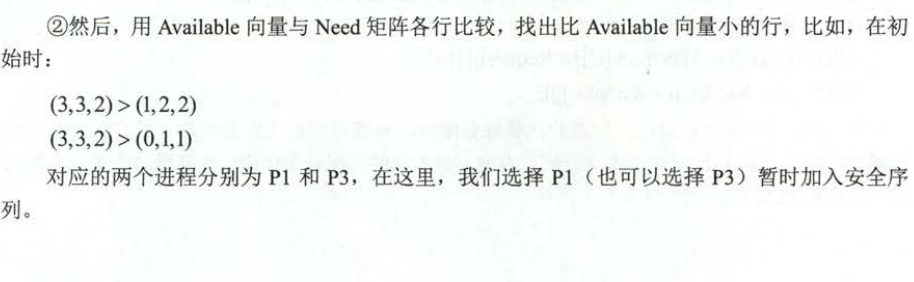 ②然后，用 Available 向量与 Need 矩阵各行比较，找出比 Available 向量小的行，比如，在初
始时：
(3,3,2)>(1,2,2)
(3,3,2)>(0,1,1)
对应的两个进程分别为 P1 和 P3，在这里，我们选择 P1（也可以选择 P3）暂时加入安全序
列。